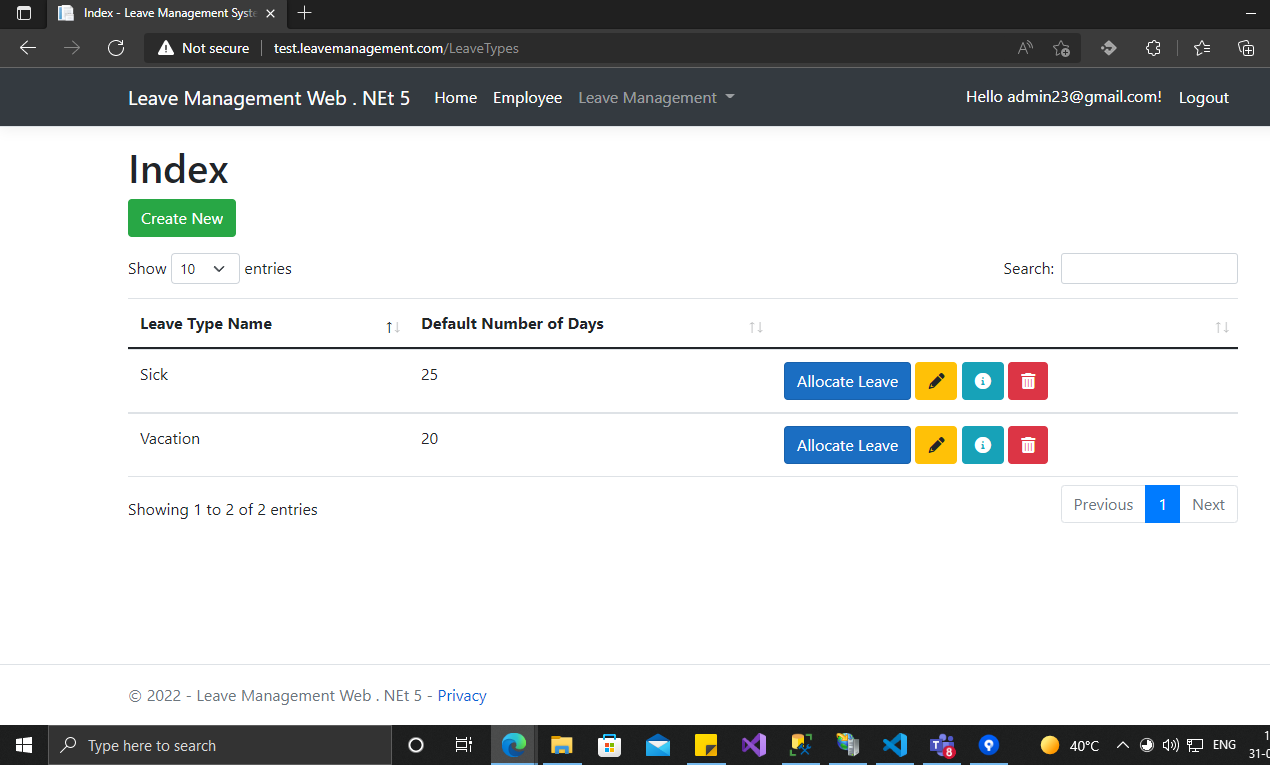 Index - Leave Management Syste
Not secure test.leavemanagement.com/LeaveTypes
Leave Management Web . NEt 5 Home Employee Leave Management Hello admin23@gmail.com! Logout
Index
Create New
Show 10 entries Search:
Leave Type Name Default Number of Days
Sick 25 Allocate Leave
Vacation 20 Allocate Leave
Showing 1 to 2 of 2 entries Previous 1 Next
© 2022 - Leave Management Web . NEt 5 - Privacy
Type here to search 8 40°C ENG